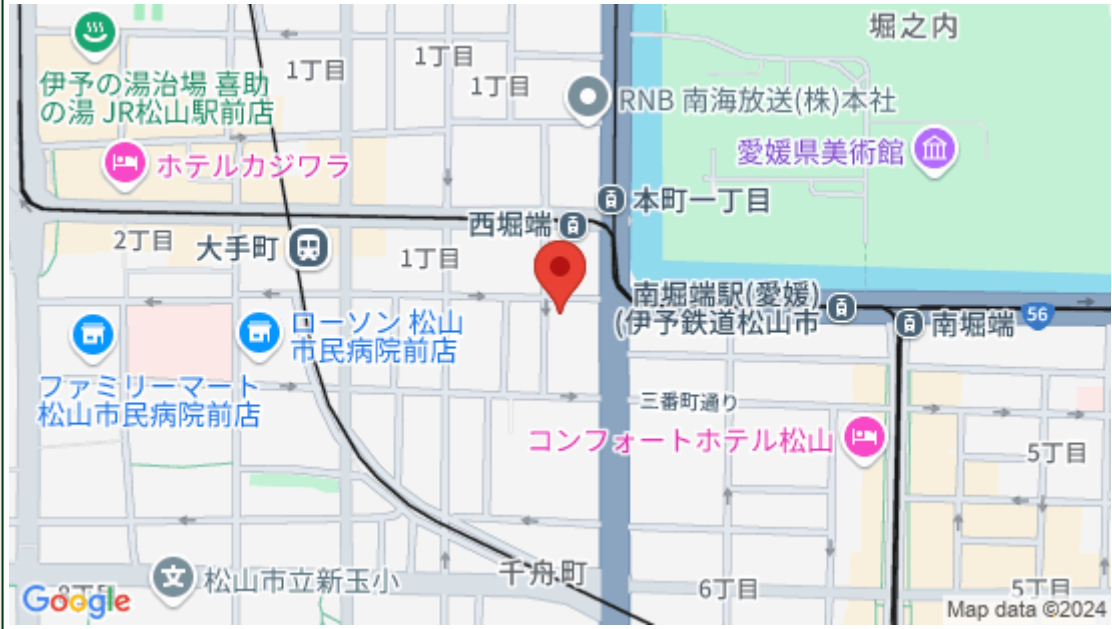 堀之内
1丁目
1丁目
1丁目
伊予の湯治場 喜助
の湯 JR松山駅前店
RNB 南海放送(株)本社
愛媛県美術館
ホテルカジワラ
本町一丁目
西堀端
2丁目
大手町
1丁目
南堀端駅(愛媛)
(伊予鉄道松山市
南堀端
56
ローソン 松山
市民病院前店
ファミリーマート
松山市民病院前店
三番町通り
コンフォートホテル松山
5丁目
千舟町
松山市立新玉小
6丁目
5丁目
Google
Map data ©2024